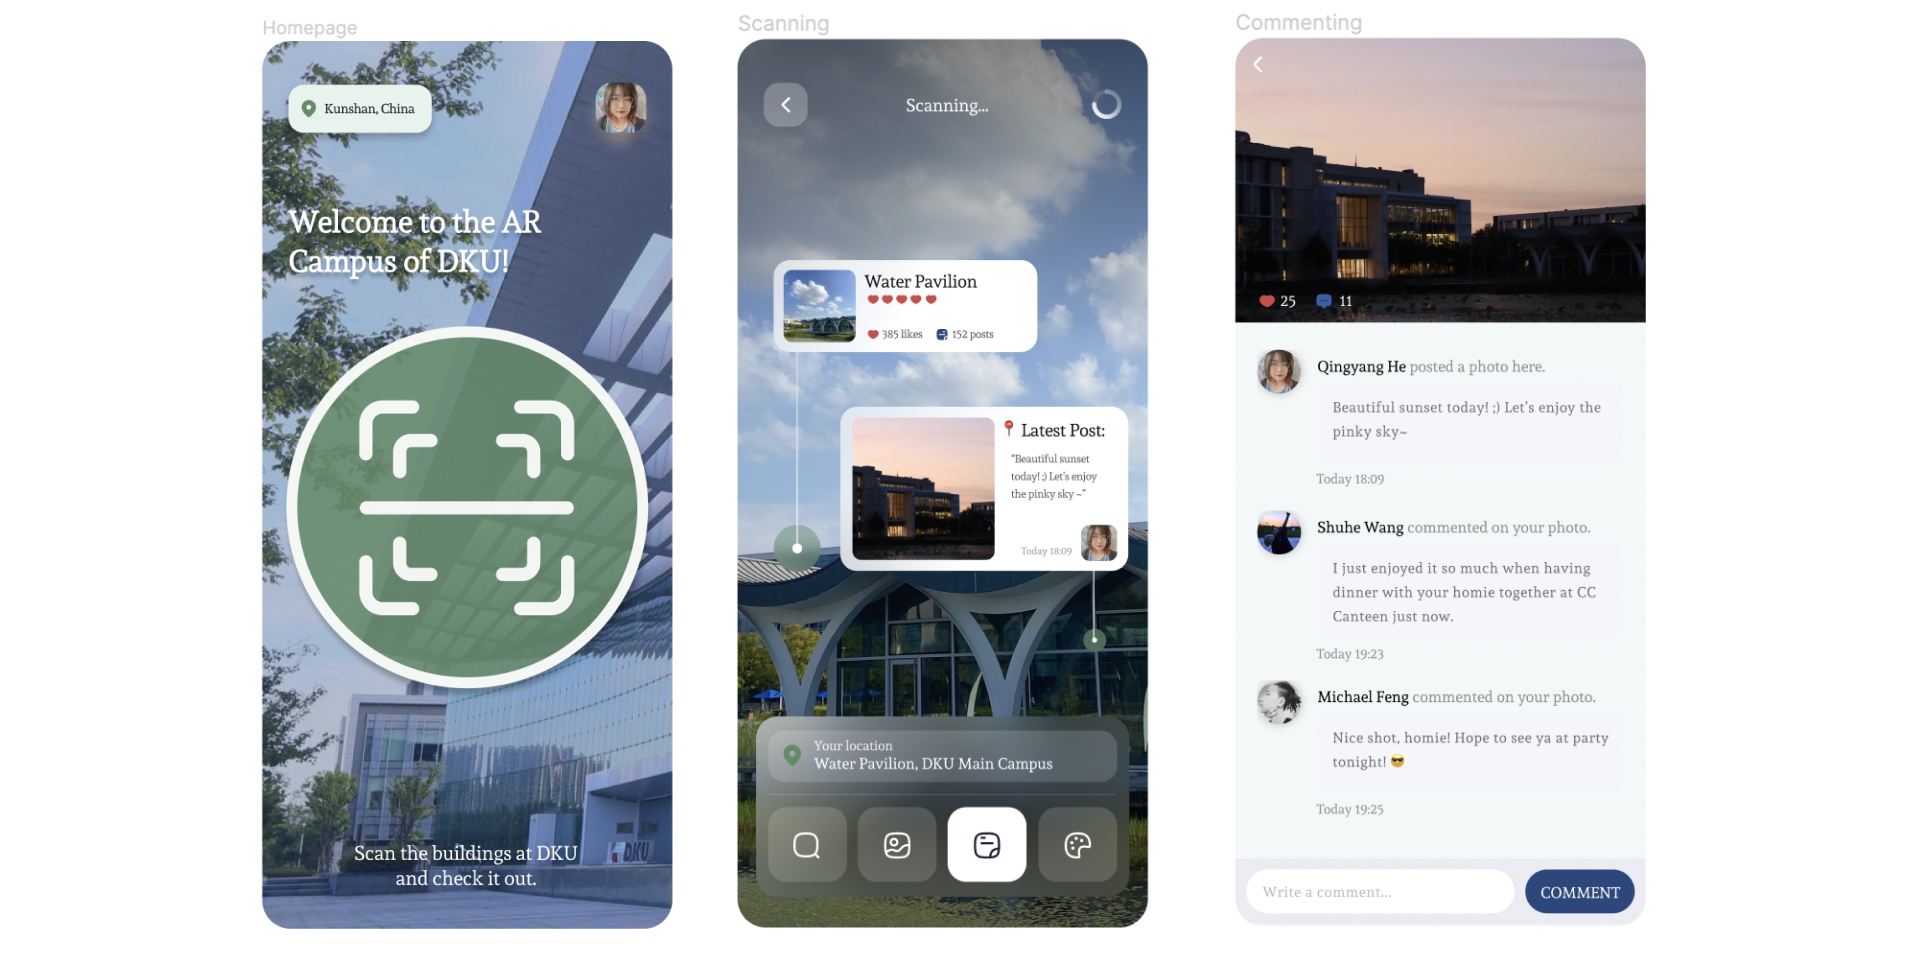 Homepage
Kunshan, China
Welcome to the AR
Campus of DKU!
DKU
Scan the buildings at DKU
and check it out.
Scanning
Scanning...
Water Pavilion
385 likes
152 posts
Latest Post:
"Beautiful sunset
today! ;) Let's enjoy
the pinky sky ~"
Today 18:09
Your location
Water Pavilion, DKU Main Campus
Commenting
25
11
Qingyang He posted a photo here.
Beautiful sunset today! ;) Let's enjoy the
pinky sky~
Today 18:09
Shuhe Wang commented on your photo.
I just enjoyed it so much when having
dinner with your homie together at CC
Canteen just now.
Today 19:23
Michael Feng commented on your photo.
Nice shot, homie! Hope to see ya at party
tonight! 😎
Today 19:25
Write a comment...
COMMENT